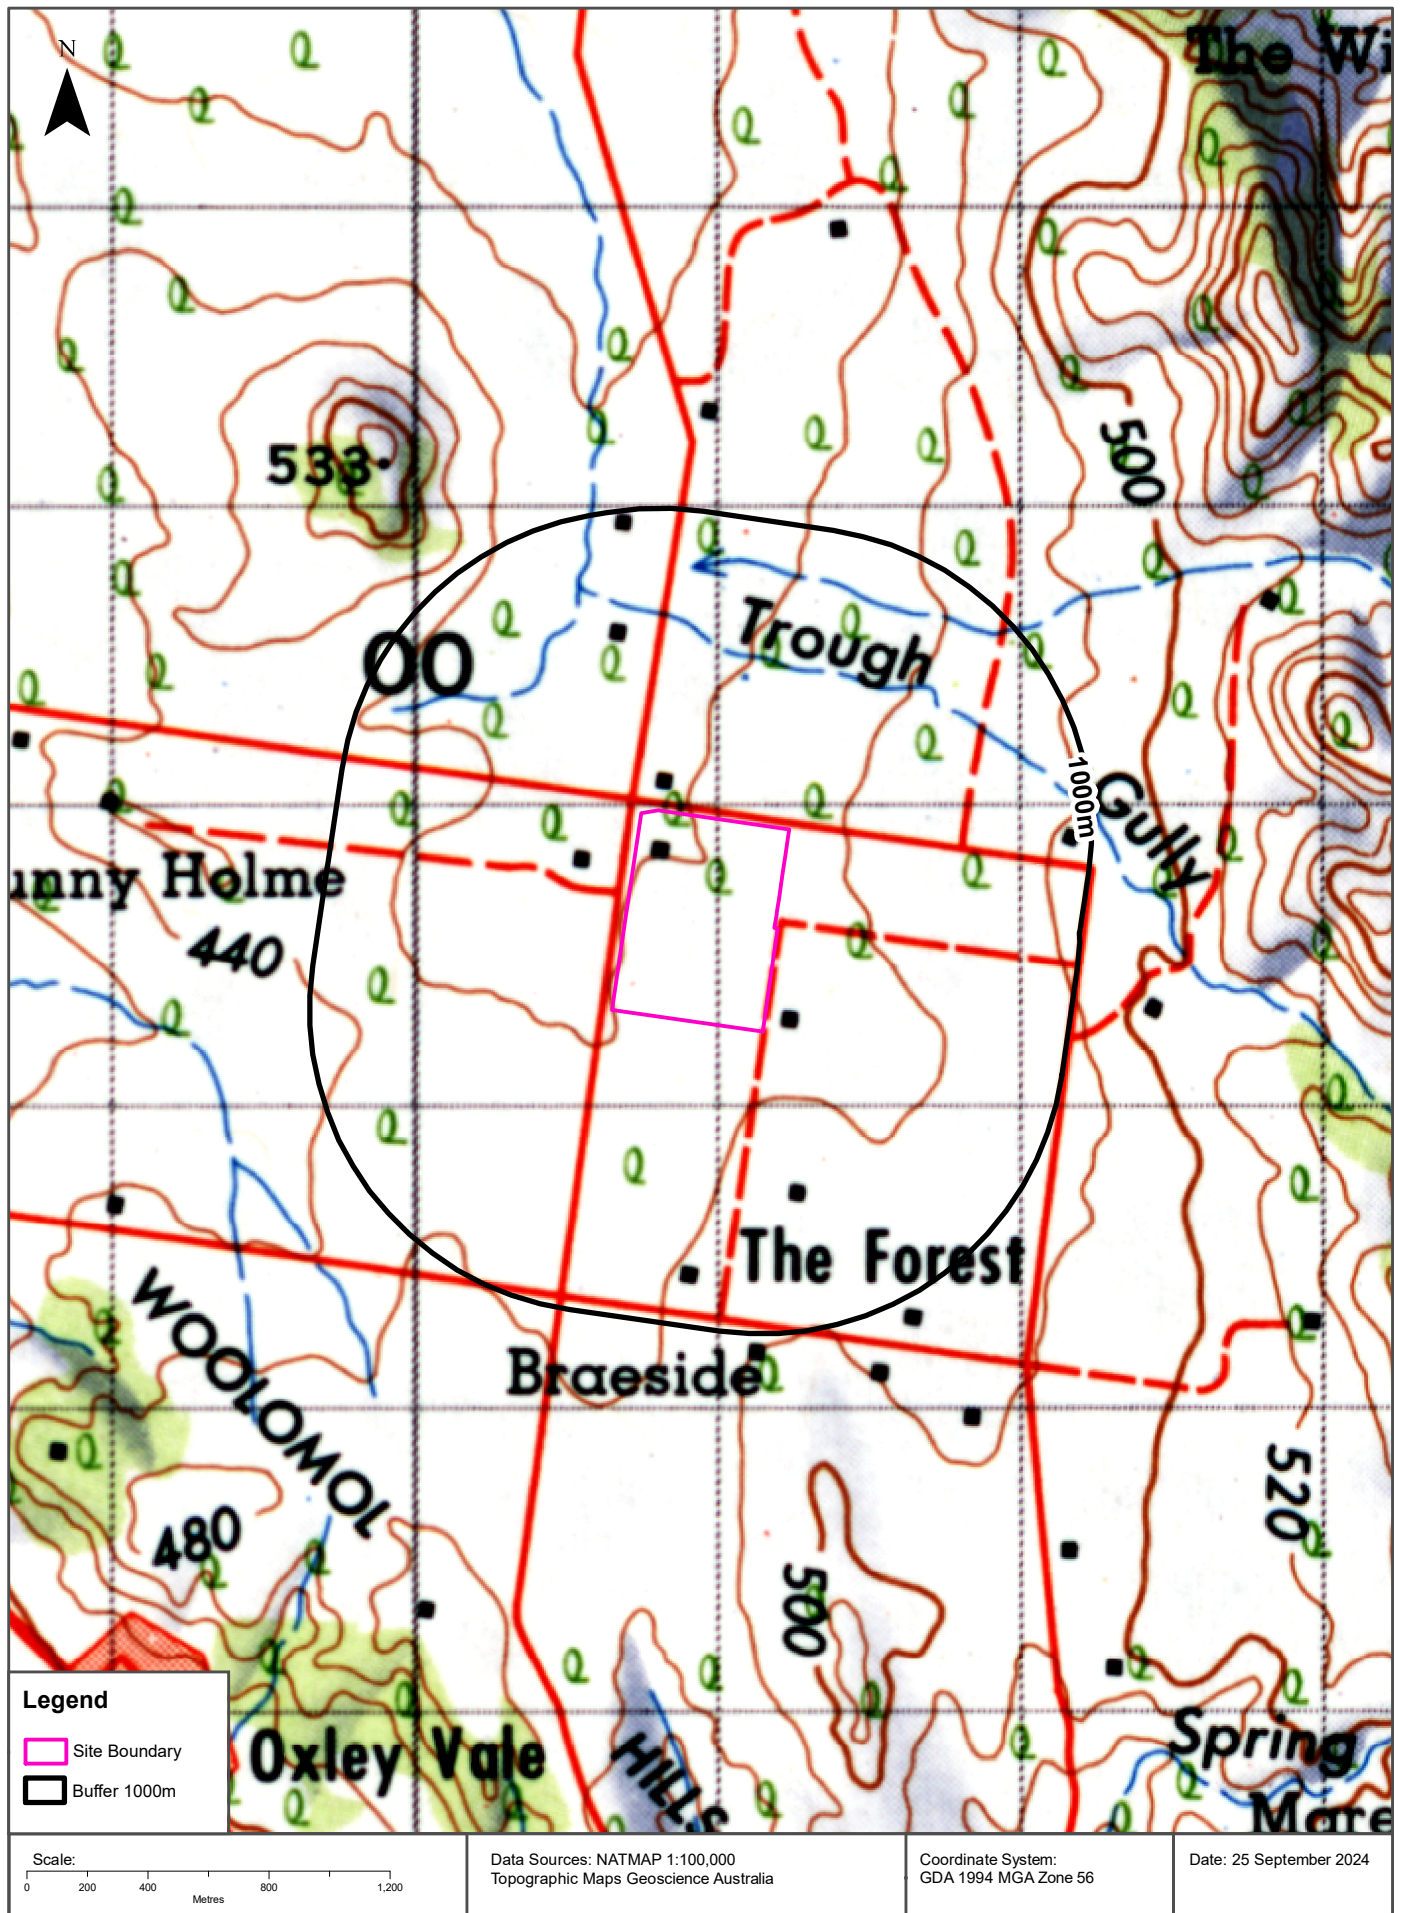 The Wi
N
533
500
Trough
00
1000m
Gully
unny Holme
440
The Forest
Braeside
WOOLOMOL
520
480
500
Oxley Vale
HILLS
Spring
Mare
Legend
Site Boundary
Buffer 1000m
Scale:
0 200 400 800 1,200
Metres
Data Sources: NATMAP 1:100,000
Topographic Maps Geoscience Australia
Coordinate System:
GDA 1994 MGA Zone 56
Date: 25 September 2024